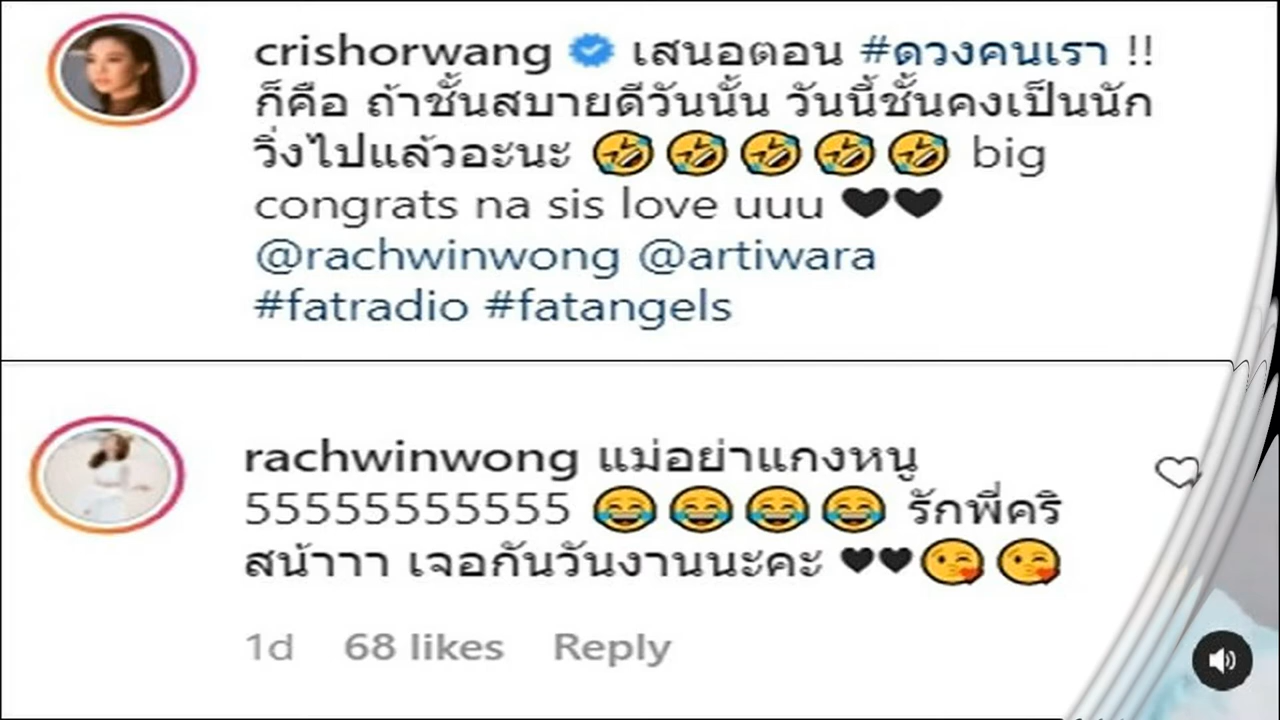 crishorwang เสนอตอน #ดวงคนเรา !!
ก็คือ ถ้าชั้นสบายดีวันนั้น วันนี้ชั้นคงเป็นนัก
วิ่งไปแล้วอะนะ 🤣🤣🤣🤣🤣 big
congrats na sis love uuu 🖤🖤
@rachwinwong @artiwara
#fatradio #fatangels
rachwinwong แม่อย่าแกงหนู
55555555555 😂😂😂😂 รักพี่คริ
สน้าาา เจอกันวันงานนะคะ 🖤🖤😘😘
1d 68 likes Reply